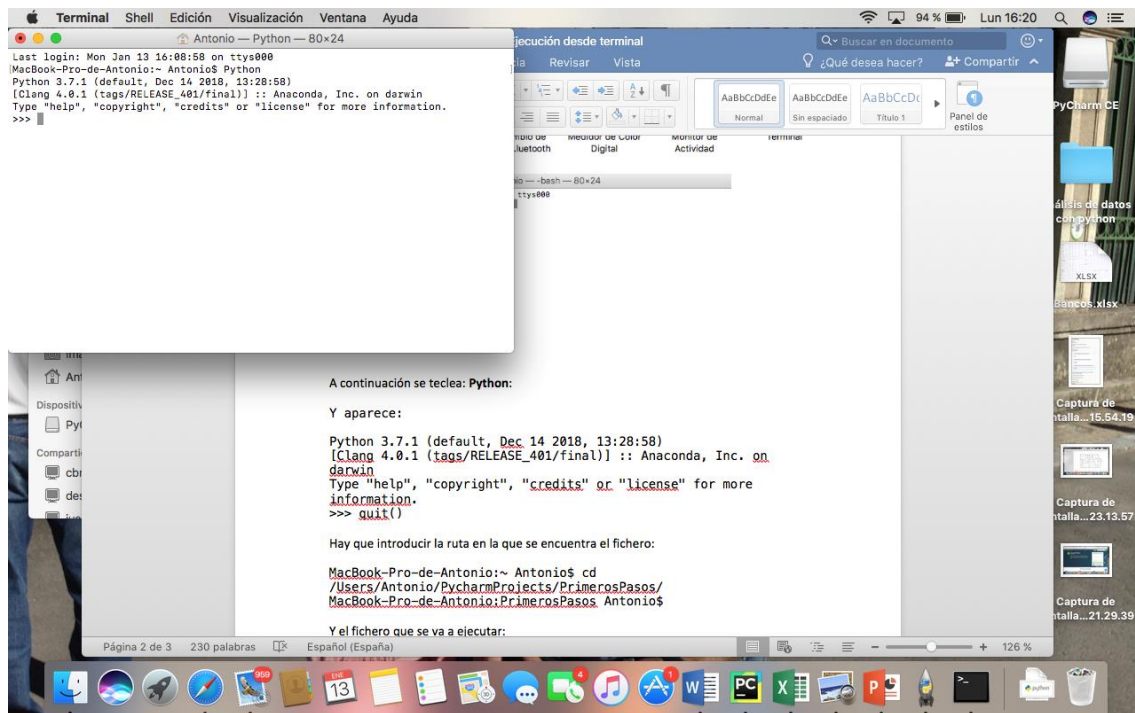 Terminal Shell Edición Visualización Ventana Ayuda
94 % Lun 16:20
Antonio — Python — 80×24
Last login: Mon Jan 13 16:08:58 on ttys000
MacBook-Pro-de-Antonio:~ Antonio$ Python
Python 3.7.1 (default, Dec 14 2018, 13:28:58)
[Clang 4.0.1 (tags/RELEASE_401/final)] :: Anaconda, Inc. on darwin
Type "help", "copyright", "credits" or "license" for more information.
>>>
ejecución desde terminal
Buscar en documento
Revisar Vista
¿Qué desea hacer? Compartir
AaBbCcDdEe AaBbCcDdEe AaBbCcDc
Normal Sin espaciado Título 1
Panel de
estilos
Medidor de Color Monitor de Terminal
Digital Actividad
-bash — 80×24
ttys000
A continuación se teclea: Python:
Y aparece:
Python 3.7.1 (default, Dec 14 2018, 13:28:58)
[Clang 4.0.1 (tags/RELEASE_401/final)] :: Anaconda, Inc. on
darwin
Type "help", "copyright", "credits" or "license" for more
information.
>>> quit()
Hay que introducir la ruta en la que se encuentra el fichero:
MacBook-Pro-de-Antonio:~ Antonio$ cd
/Users/Antonio/PycharmProjects/PrimerosPasos/
MacBook-Pro-de-Antonio:PrimerosPasos Antonio$
Y el fichero que se va a ejecutar:
Página 2 de 3 230 palabras Español (España) 126 %
Ant
Dispositiv
PyC
Comparti
cbr
des
PyCharm CE
álisis de datos
con python
XLSX
Bancos.xlsx
Captura de
ntalla...15.54.19
Captura de
ntalla...23.13.57
Captura de
ntalla...21.29.39
959
ENE
13
4
1
W
PC
X
P
>_
python